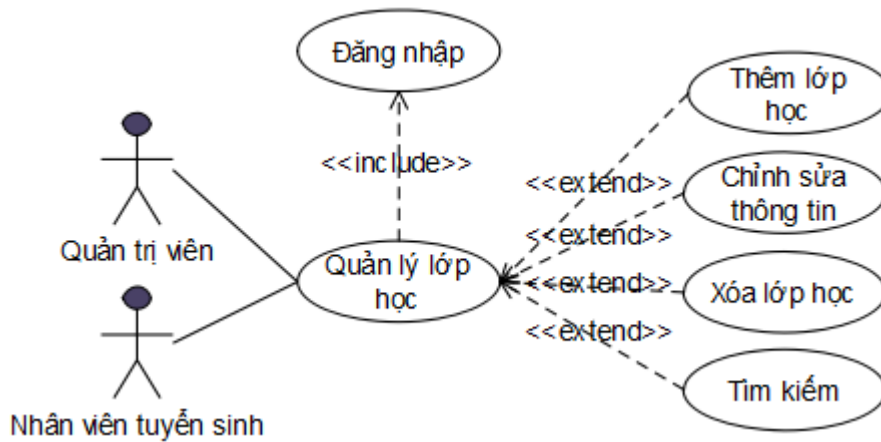 Đăng nhập
Thêm lớp
học
<<include>>
<<extend>>
Chỉnh sửa
thông tin
Quản trị viên
<<extend>>
Quản lý lớp
học
<<extend>>
Xóa lớp học
<<extend>>
Tìm kiếm
Nhân viên tuyển sinh